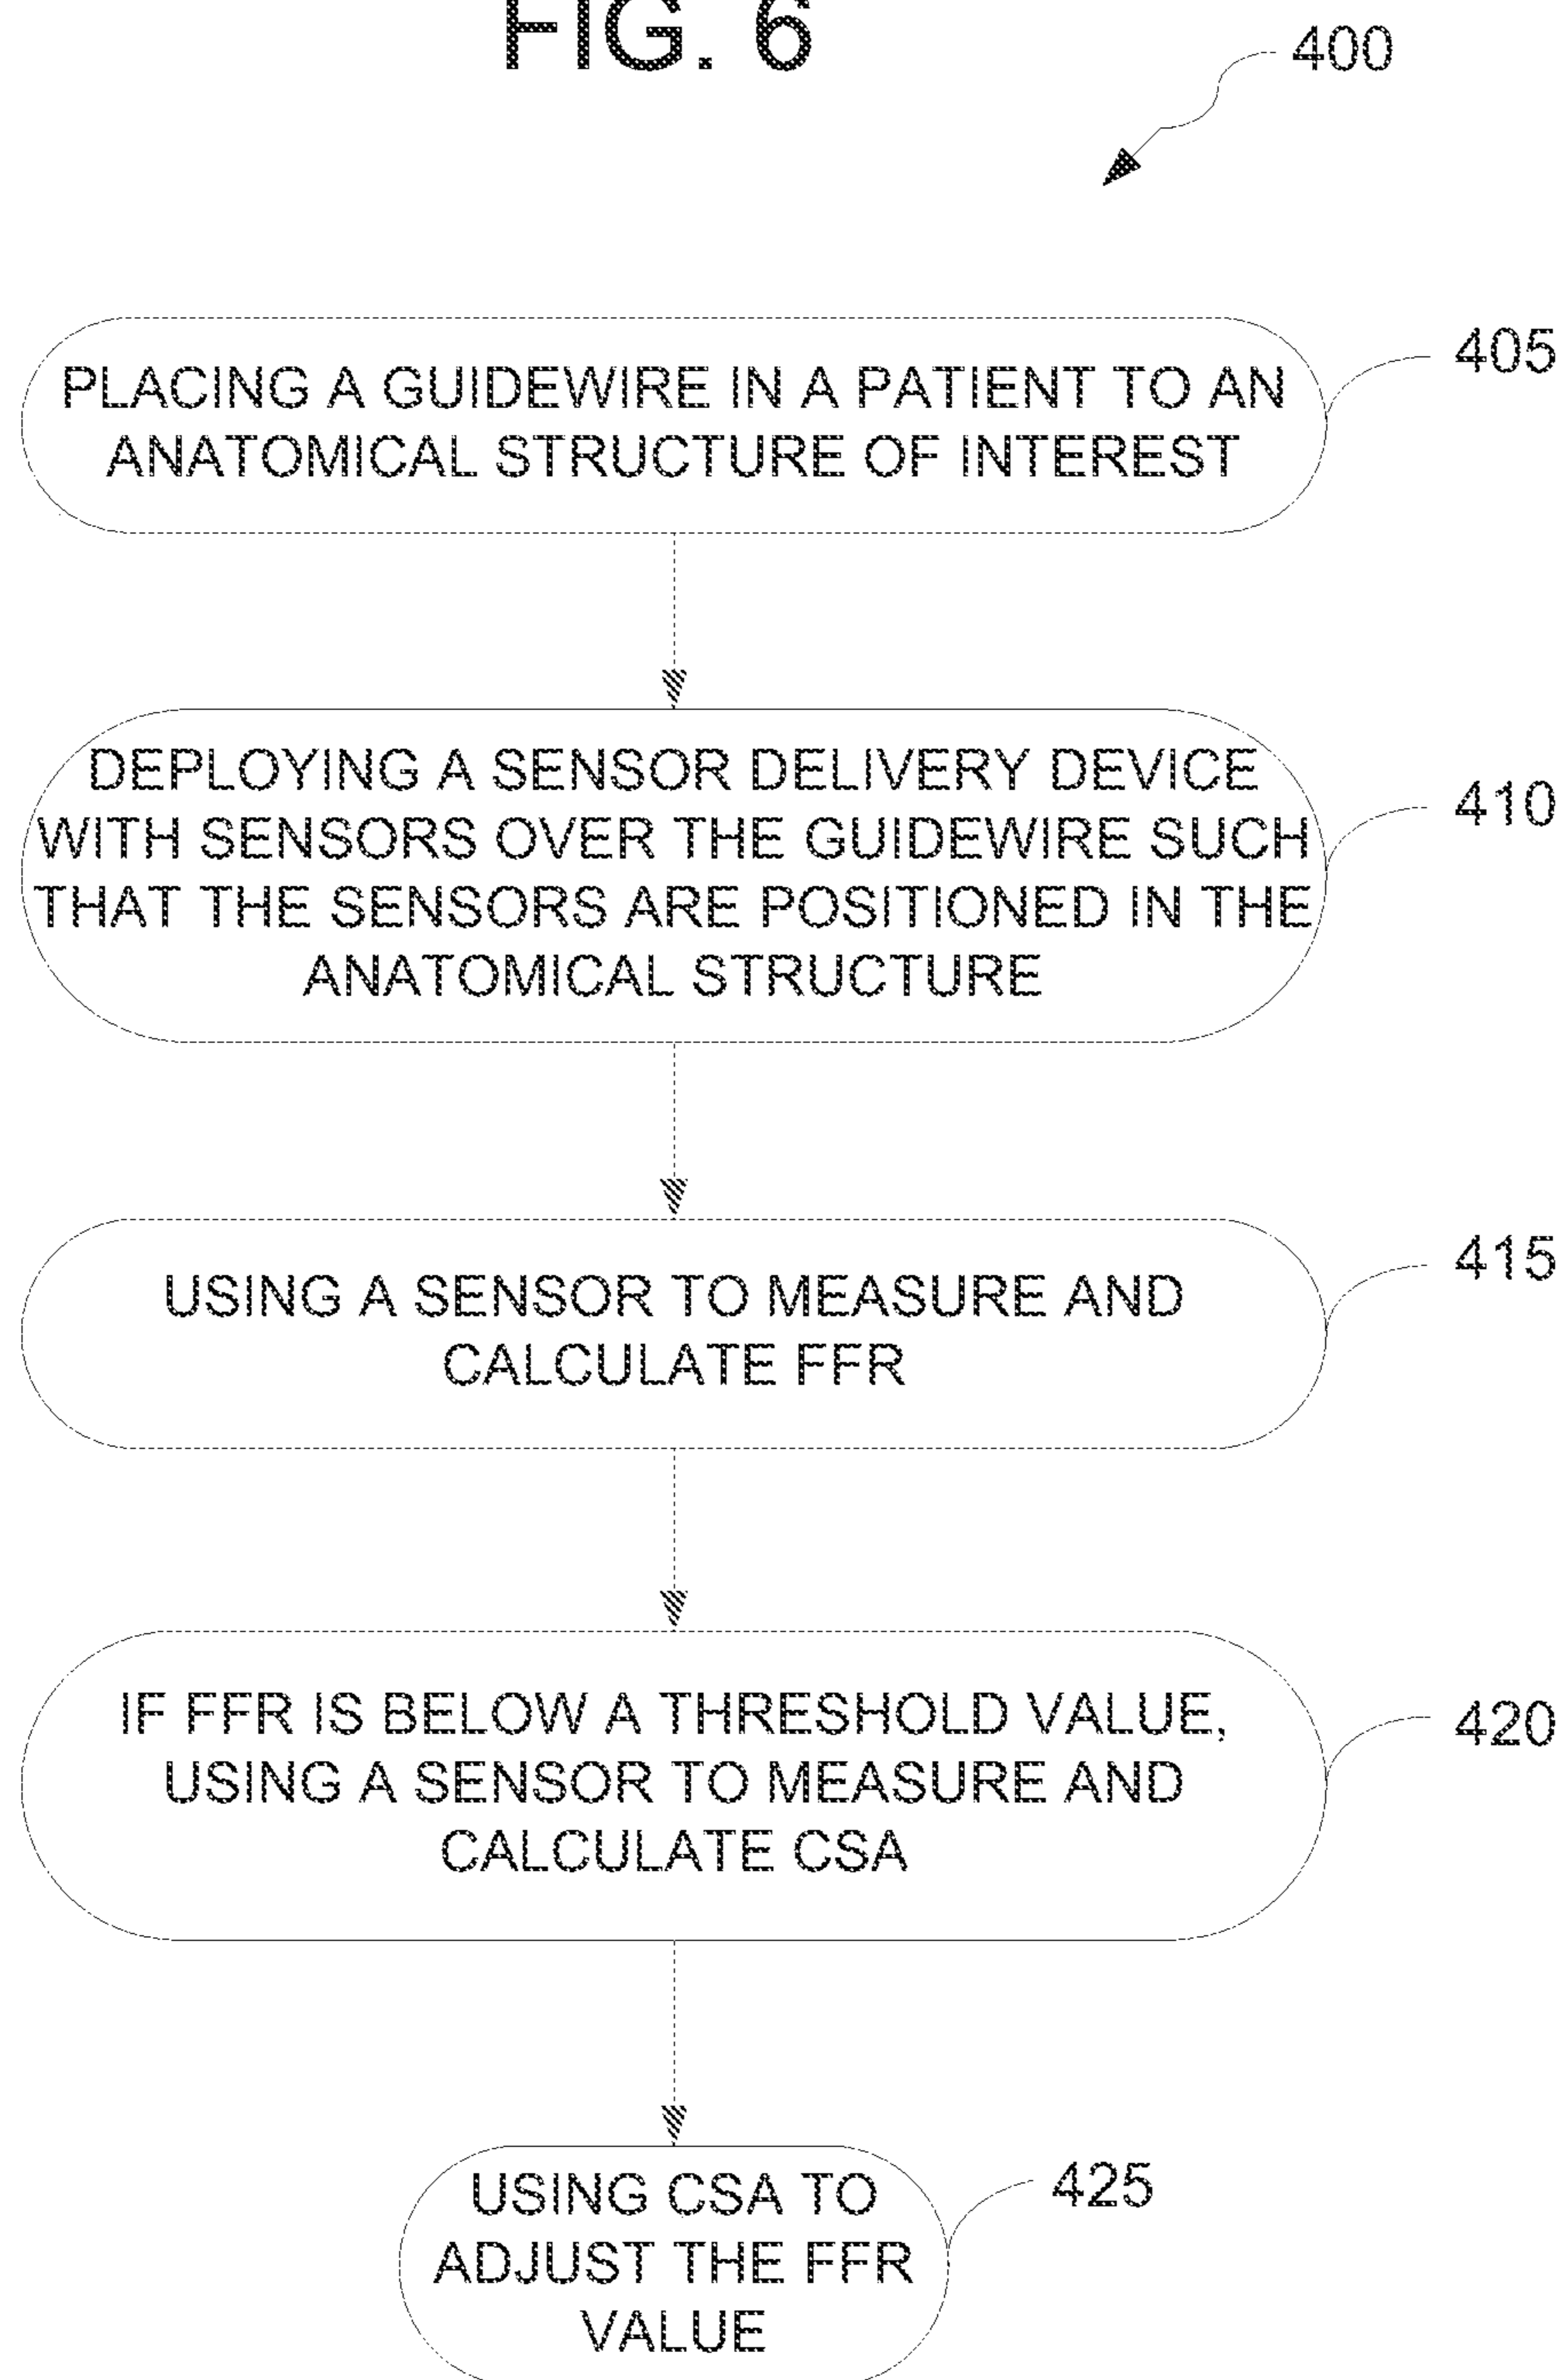 FIG. 6
400
PLACING A GUIDEWIRE IN A PATIENT TO AN
ANATOMICAL STRUCTURE OF INTEREST
405
DEPLOYING A SENSOR DELIVERY DEVICE
WITH SENSORS OVER THE GUIDEWIRE SUCH
THAT THE SENSORS ARE POSITIONED IN THE
ANATOMICAL STRUCTURE
410
USING A SENSOR TO MEASURE AND
CALCULATE FFR
415
IF FFR IS BELOW A THRESHOLD VALUE,
USING A SENSOR TO MEASURE AND
CALCULATE CSA
420
USING CSA TO
ADJUST THE FFR
VALUE
425